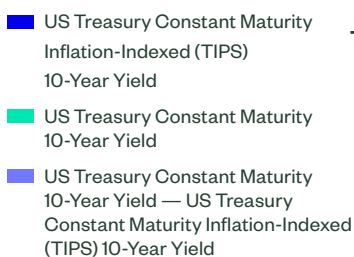 US Treasury Constant Maturity
Inflation-Indexed (TIPS)
10-Year Yield
US Treasury Constant Maturity
10-Year Yield
US Treasury Constant Maturity
10-Year Yield — US Treasury
Constant Maturity Inflation-Indexed
(TIPS) 10-Year Yield